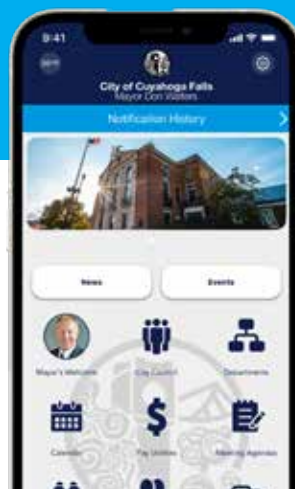 9:41
City of Cuyahoga Falls
Mayor Don Walters
Notification History
News
Events
Mayor's Welcome
City Council
Departments
Calendar
Pay Utilities
Meeting Agendas